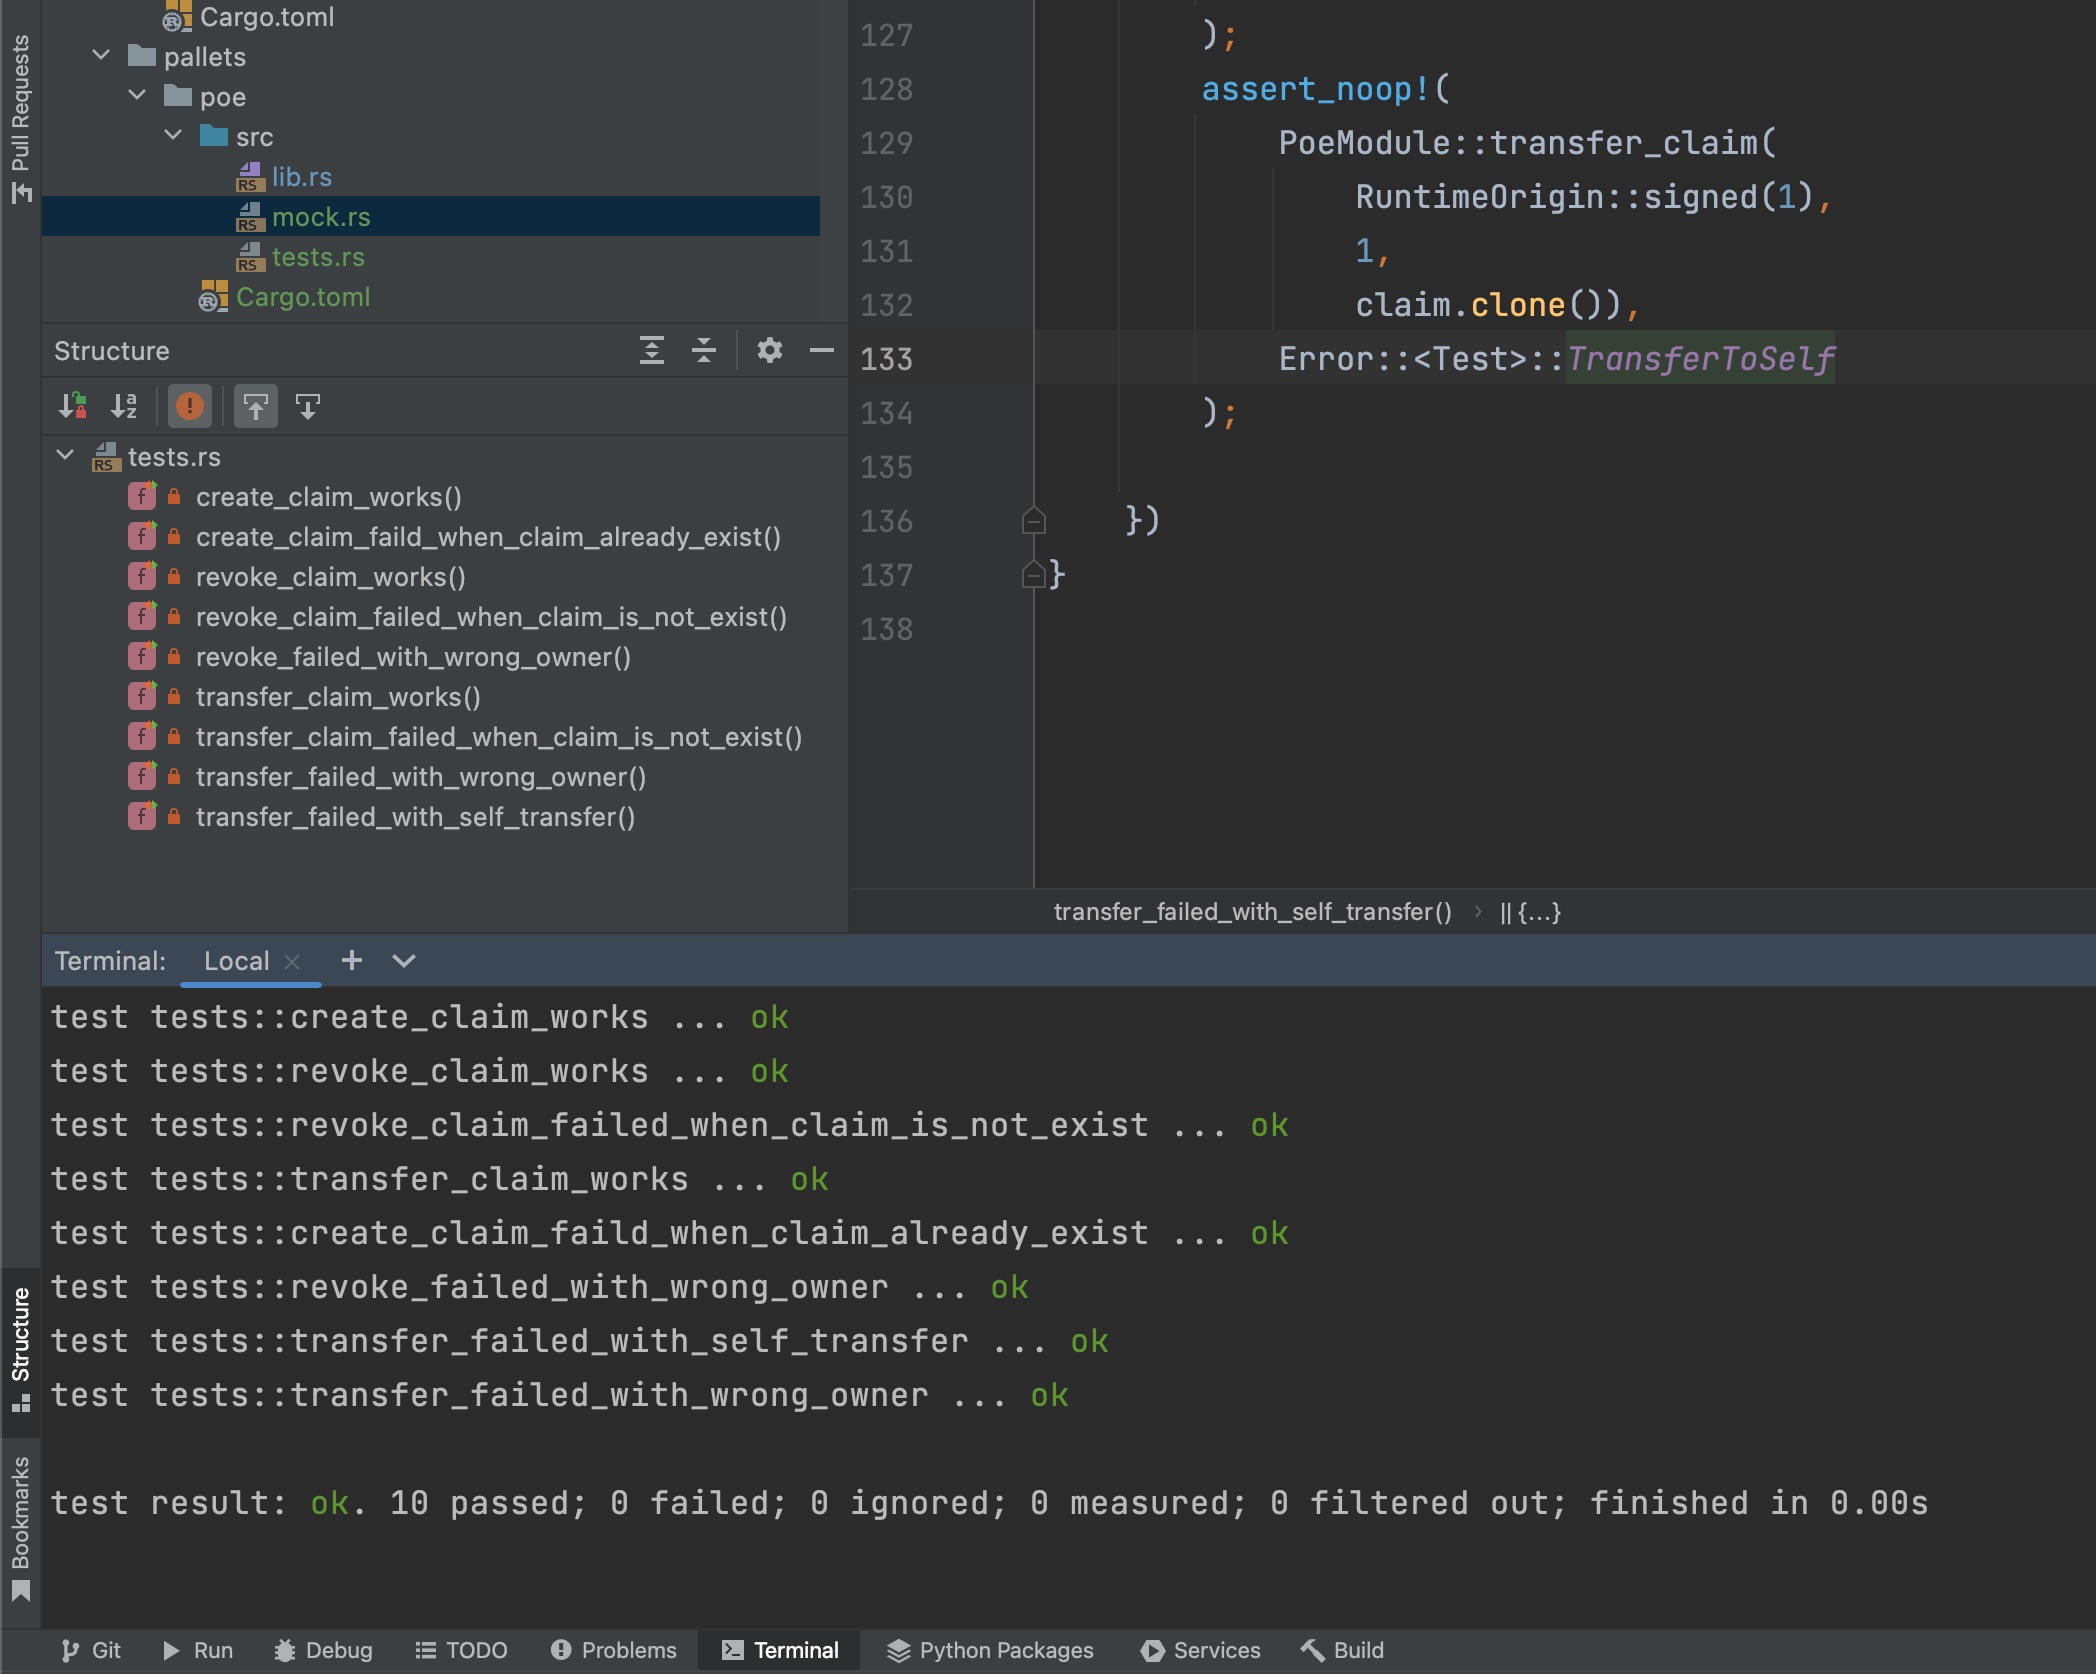 Pull Requests
Cargo.toml
pallets
poe
src
lib.rs
mock.rs
tests.rs
Cargo.toml
Structure
tests.rs
create_claim_works()
create_claim_faild_when_claim_already_exist()
revoke_claim_works()
revoke_claim_failed_when_claim_is_not_exist()
revoke_failed_with_wrong_owner()
transfer_claim_works()
transfer_claim_failed_when_claim_is_not_exist()
transfer_failed_with_wrong_owner()
transfer_failed_with_self_transfer()
127 );
128 assert_noop!(
129 PoeModule::transfer_claim(
130 RuntimeOrigin::signed(1),
131 1,
132 claim.clone()),
133 Error::<Test>::TransferToSelf
134 );
135
136 })
137 }
138
transfer_failed_with_self_transfer() › || {...}
Terminal: Local × +
test tests::create_claim_works ... ok
test tests::revoke_claim_works ... ok
test tests::revoke_claim_failed_when_claim_is_not_exist ... ok
test tests::transfer_claim_works ... ok
test tests::create_claim_faild_when_claim_already_exist ... ok
test tests::revoke_failed_with_wrong_owner ... ok
test tests::transfer_failed_with_self_transfer ... ok
test tests::transfer_failed_with_wrong_owner ... ok
test result: ok. 10 passed; 0 failed; 0 ignored; 0 measured; 0 filtered out; finished in 0.00s
Structure
Bookmarks
Git Run Debug TODO Problems Terminal Python Packages Services Build